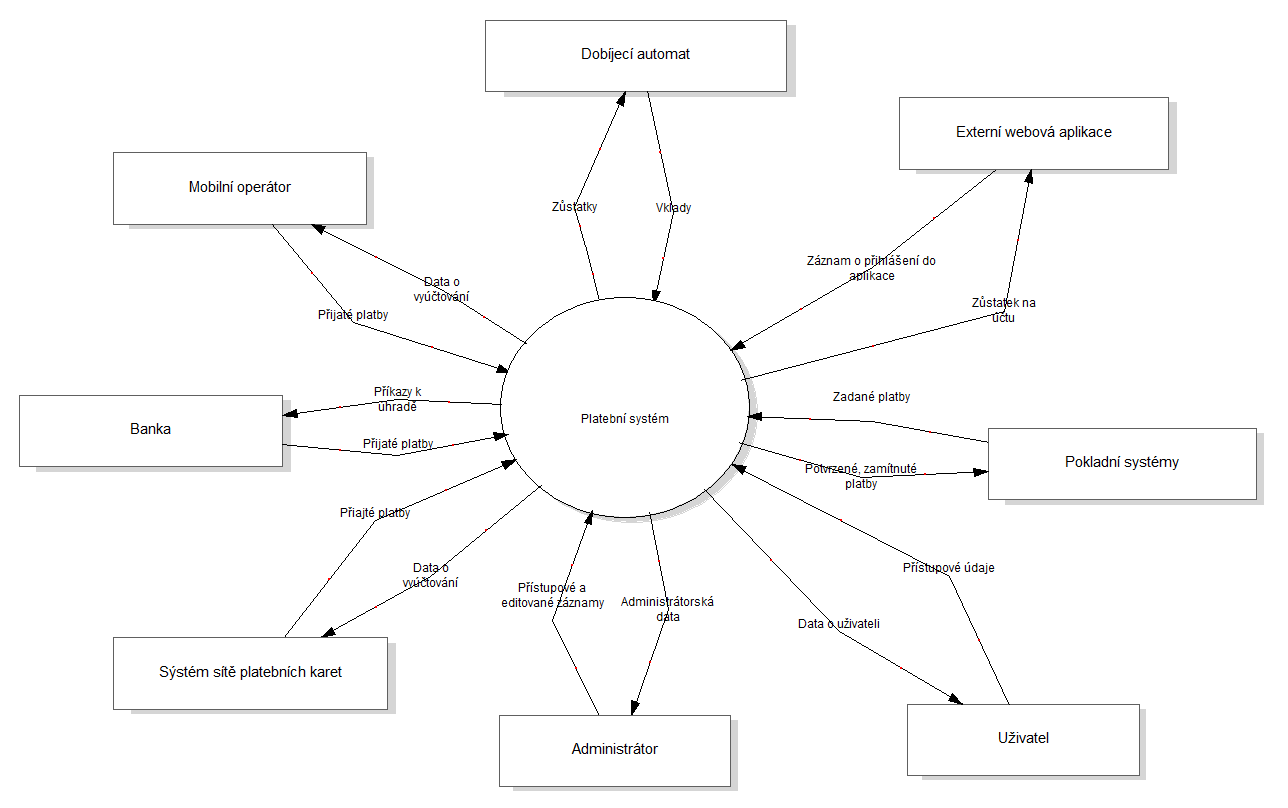 Dobíjecí automat
Externí webová aplikace
Mobilní operátor
Zůstatky
Vklady
Záznam o přihlášení do
aplikace
Data o
vyúčtování
Zůstatek na
účtu
Přijaté platby
Příkazy k
úhradě
Zadané platby
Banka
Platební systém
Přijaté platby
Pokladní systémy
Potvrzené, zamítnuté
platby
Přiajté platby
Data o
vyúčtování
Přístupové údaje
Přístupové a
editované záznamy
Administrátorská
data
Data o uživateli
Sýstém sítě platebních karet
Administrátor
Uživatel